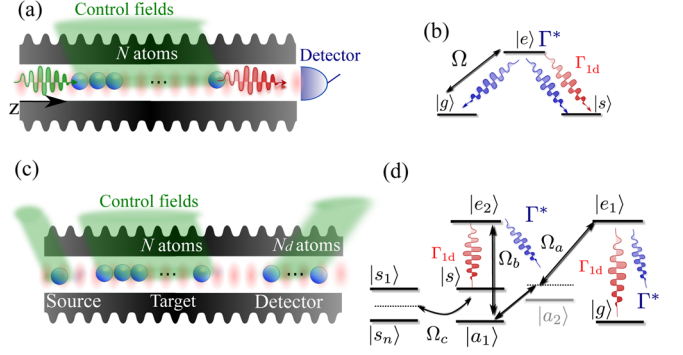 (a)
Control fields
N atoms
Detector
...
z
(b)
|e⟩
Γ*
Ω
Γ1d
|g⟩
|s⟩
(c)
Control fields
N atoms
Nd atoms
...
...
Source
Target
Detector
(d)
|e2⟩
Γ*
|e1⟩
Ωa
Γ1d
Ωb
Γ1d
|s1⟩
|s⟩
Γ*
|g⟩
|a2⟩
|sn⟩
Ωc
|a1⟩